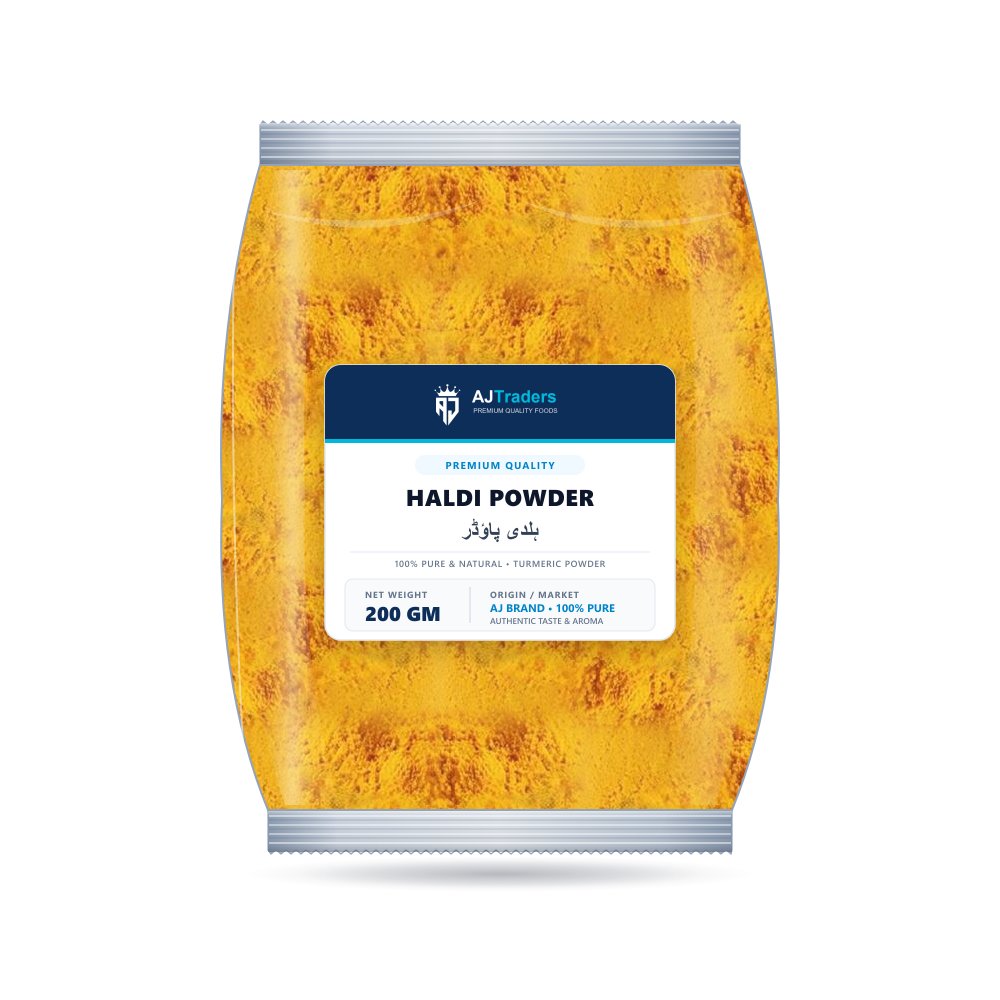 AJTraders
PREMIUM QUALITY FOODS
PREMIUM QUALITY
HALDI POWDER
ہلدی پاؤڈر
100% PURE & NATURAL • TURMERIC POWDER
NET WEIGHT
200 GM
ORIGIN / MARKET
AJ BRAND • 100% PURE
AUTHENTIC TASTE & AROMA